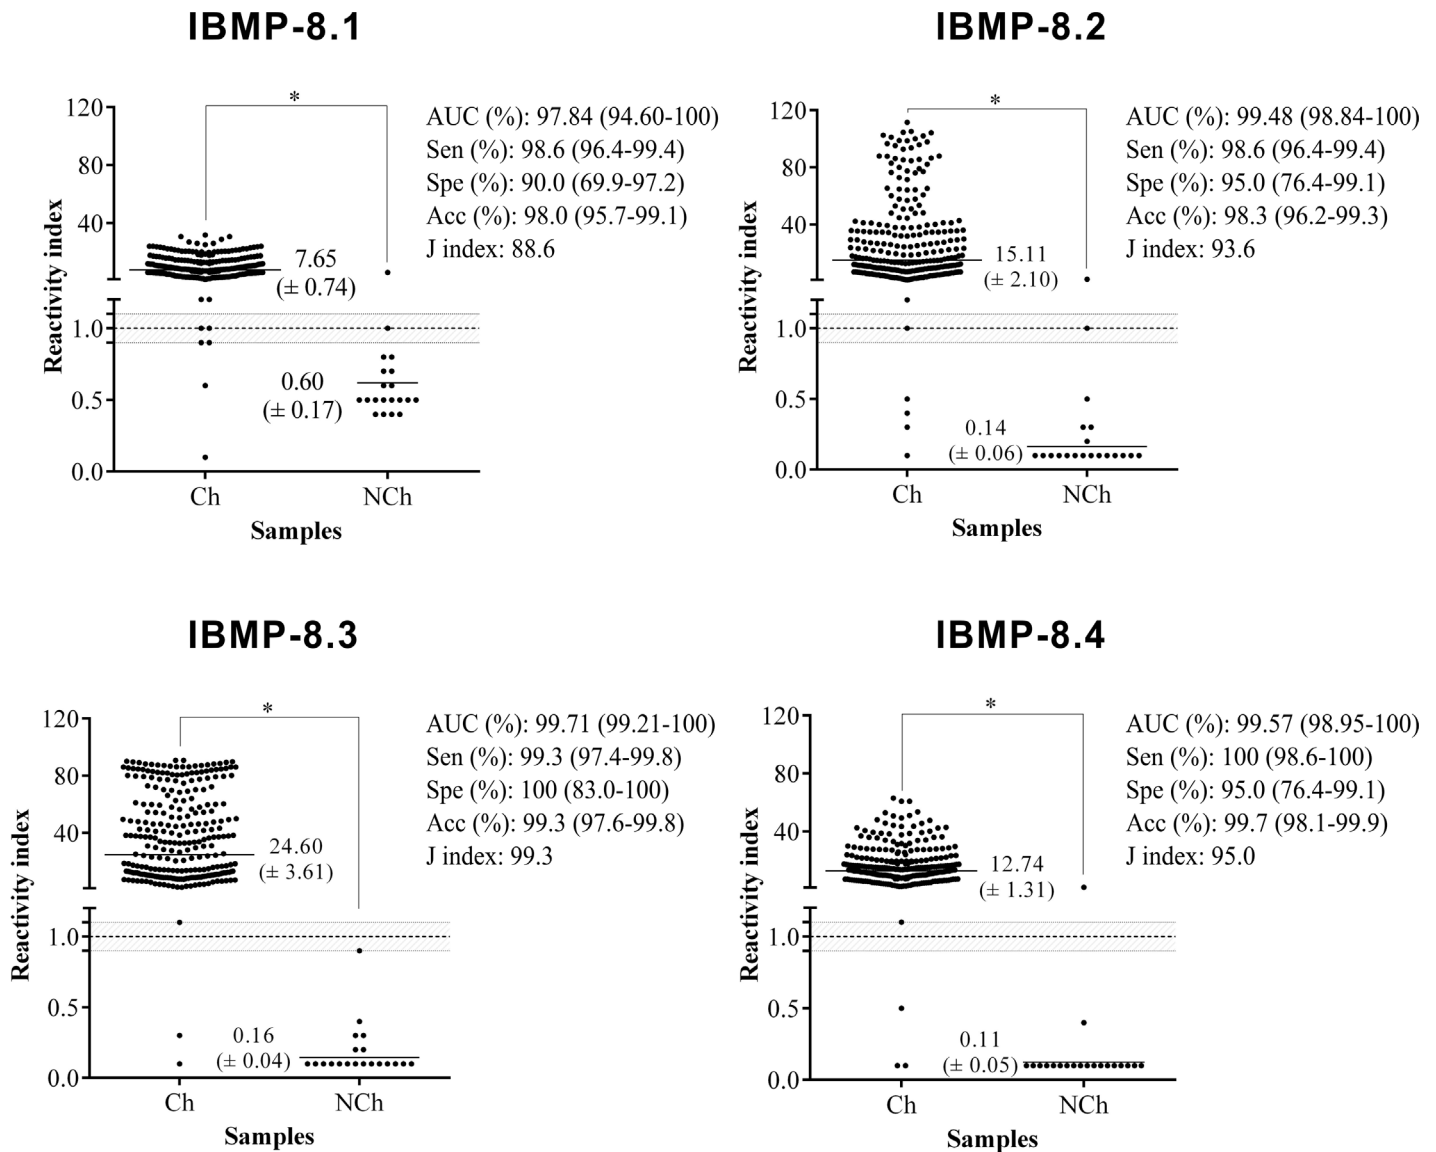 IBMP-8.1
*
120
80
40
1.0
0.5
0.0
Reactivity index
7.65
(± 0.74)
0.60
(± 0.17)
Ch
NCh
Samples
AUC (%): 97.84 (94.60-100)
Sen (%): 98.6 (96.4-99.4)
Spe (%): 90.0 (69.9-97.2)
Acc (%): 98.0 (95.7-99.1)
J index: 88.6
IBMP-8.2
*
120
80
40
1.0
0.5
0.0
Reactivity index
15.11
(± 2.10)
0.14
(± 0.06)
Ch
NCh
Samples
AUC (%): 99.48 (98.84-100)
Sen (%): 98.6 (96.4-99.4)
Spe (%): 95.0 (76.4-99.1)
Acc (%): 98.3 (96.2-99.3)
J index: 93.6
IBMP-8.3
*
120
80
40
1.0
0.5
0.0
Reactivity index
24.60
(± 3.61)
0.16
(± 0.04)
Ch
NCh
Samples
AUC (%): 99.71 (99.21-100)
Sen (%): 99.3 (97.4-99.8)
Spe (%): 100 (83.0-100)
Acc (%): 99.3 (97.6-99.8)
J index: 99.3
IBMP-8.4
*
120
80
40
1.0
0.5
0.0
Reactivity index
12.74
(± 1.31)
0.11
(± 0.05)
Ch
NCh
Samples
AUC (%): 99.57 (98.95-100)
Sen (%): 100 (98.6-100)
Spe (%): 95.0 (76.4-99.1)
Acc (%): 99.7 (98.1-99.9)
J index: 95.0